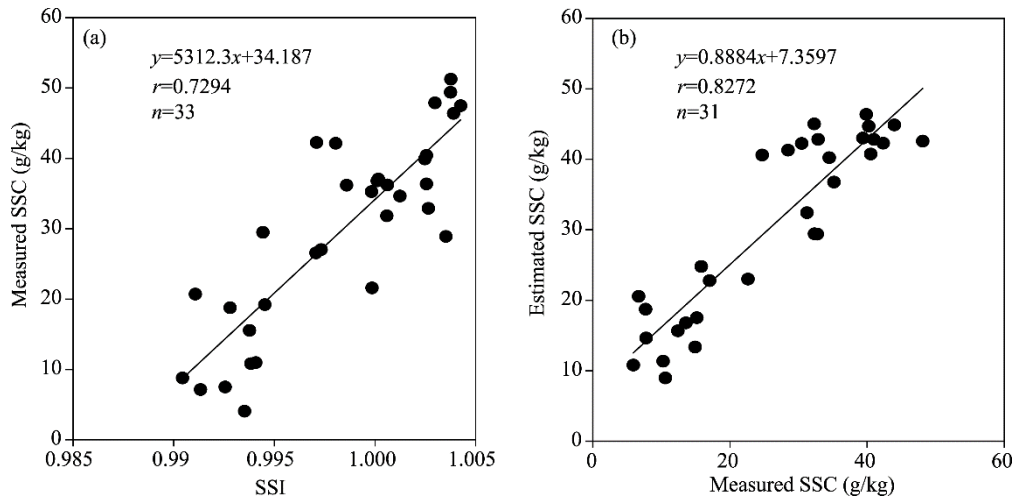 (a)
y=5312.3x+34.187
r=0.7294
n=33
Measured SSC (g/kg)
60
50
40
30
20
10
0
0.985
0.99
0.995
1.000
1.005
SSI
(b)
y=0.8884x+7.3597
r=0.8272
n=31
Estimated SSC (g/kg)
60
50
40
30
20
10
0
0
20
40
60
Measured SSC (g/kg)